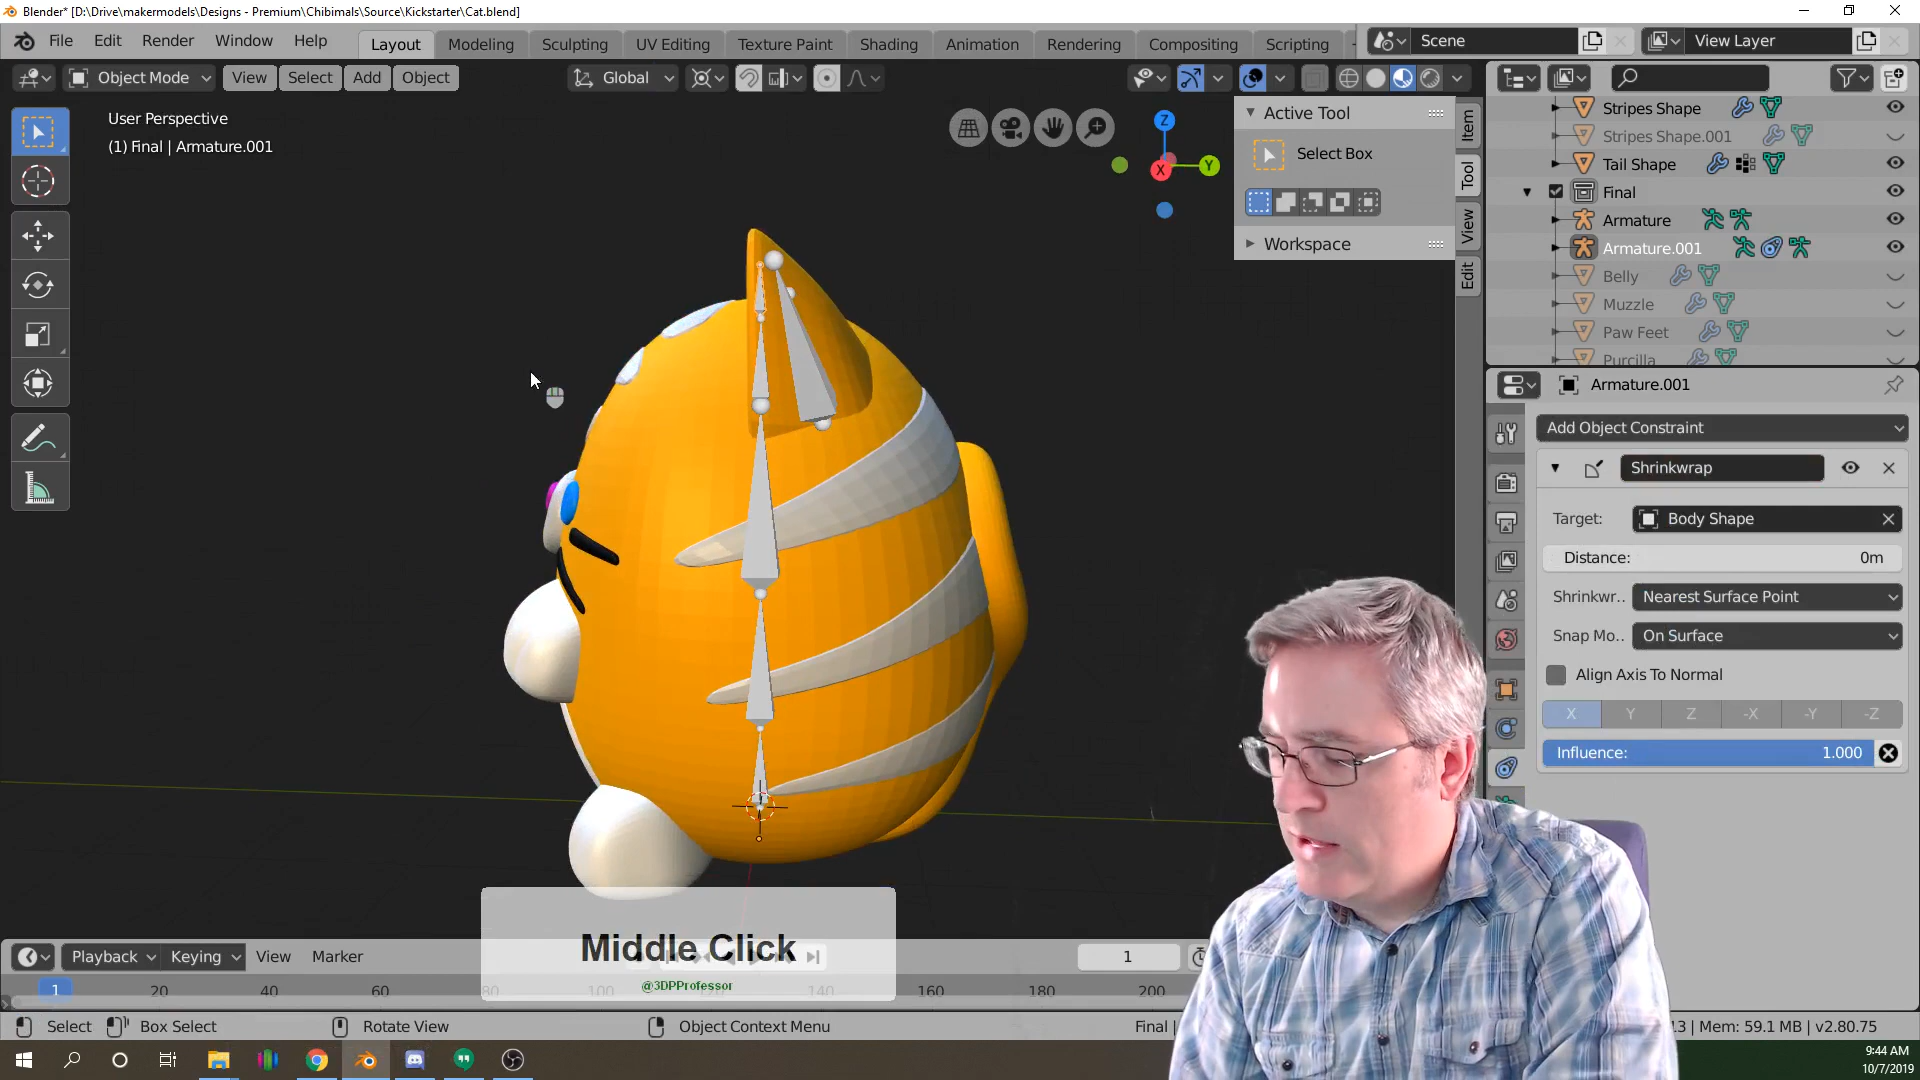 Blender* [D:\Drive\makermodels\Designs - Premium\Chibimals\Source\Kickstarter\Cat.blend]
File Edit Render Window Help Layout Modeling Sculpting UV Editing Texture Paint Shading Animation Rendering Compositing Scripting Scene View Layer
Object Mode View Select Add Object Global
User Perspective
(1) Final | Armature.001
Z
Y
X
Active Tool
Select Box
Workspace
Item
Tool
View
Edit
Stripes Shape
Stripes Shape.001
Tail Shape
Final
Armature
Armature.001
Belly
Muzzle
Paw Feet
Purcilla
Armature.001
Add Object Constraint
Shrinkwrap
Target: Body Shape
Distance: 0m
Shrinkwr.. Nearest Surface Point
Snap Mo.. On Surface
Align Axis To Normal
X Y Z -X -Y -Z
Influence: 1.000
Middle Click
@3DPProfessor
Playback Keying View Marker 1
1 20 40 60 100 120 140 160 180 200
Select Box Select Rotate View Object Context Menu Final | 13 | Mem: 59.1 MB | v2.80.75
9:44 AM
10/7/2019